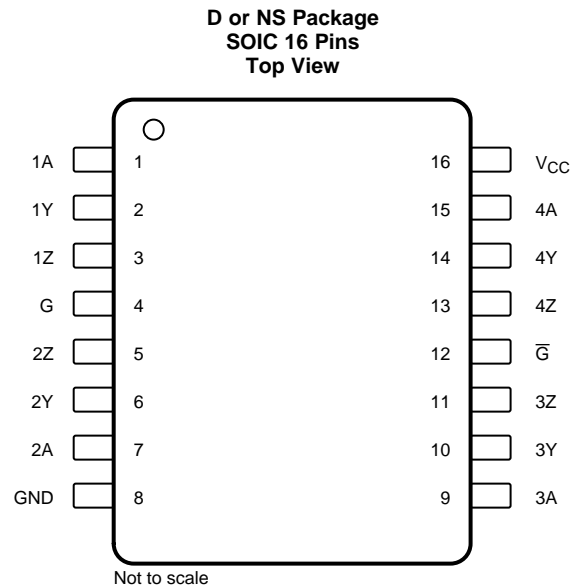 D or NS Package
SOIC 16 Pins
Top View
1A 1 16 V_CC
1Y 2 15 4A
1Z 3 14 4Y
G 4 13 4Z
2Z 5 12 G̅
2Y 6 11 3Z
2A 7 10 3Y
GND 8 9 3A
Not to scale